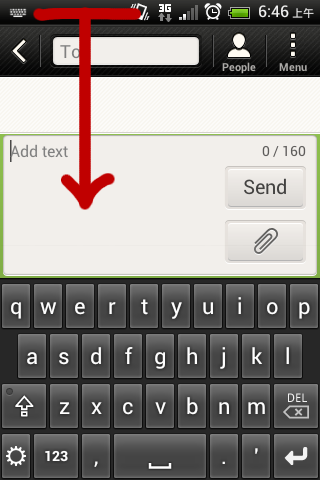 3G 6:46 上午
To
People
Menu
Add text
0 / 160
Send
q w e r t y u i o p
a s d f g h j k l
z x c v b n m DEL
123 , . '